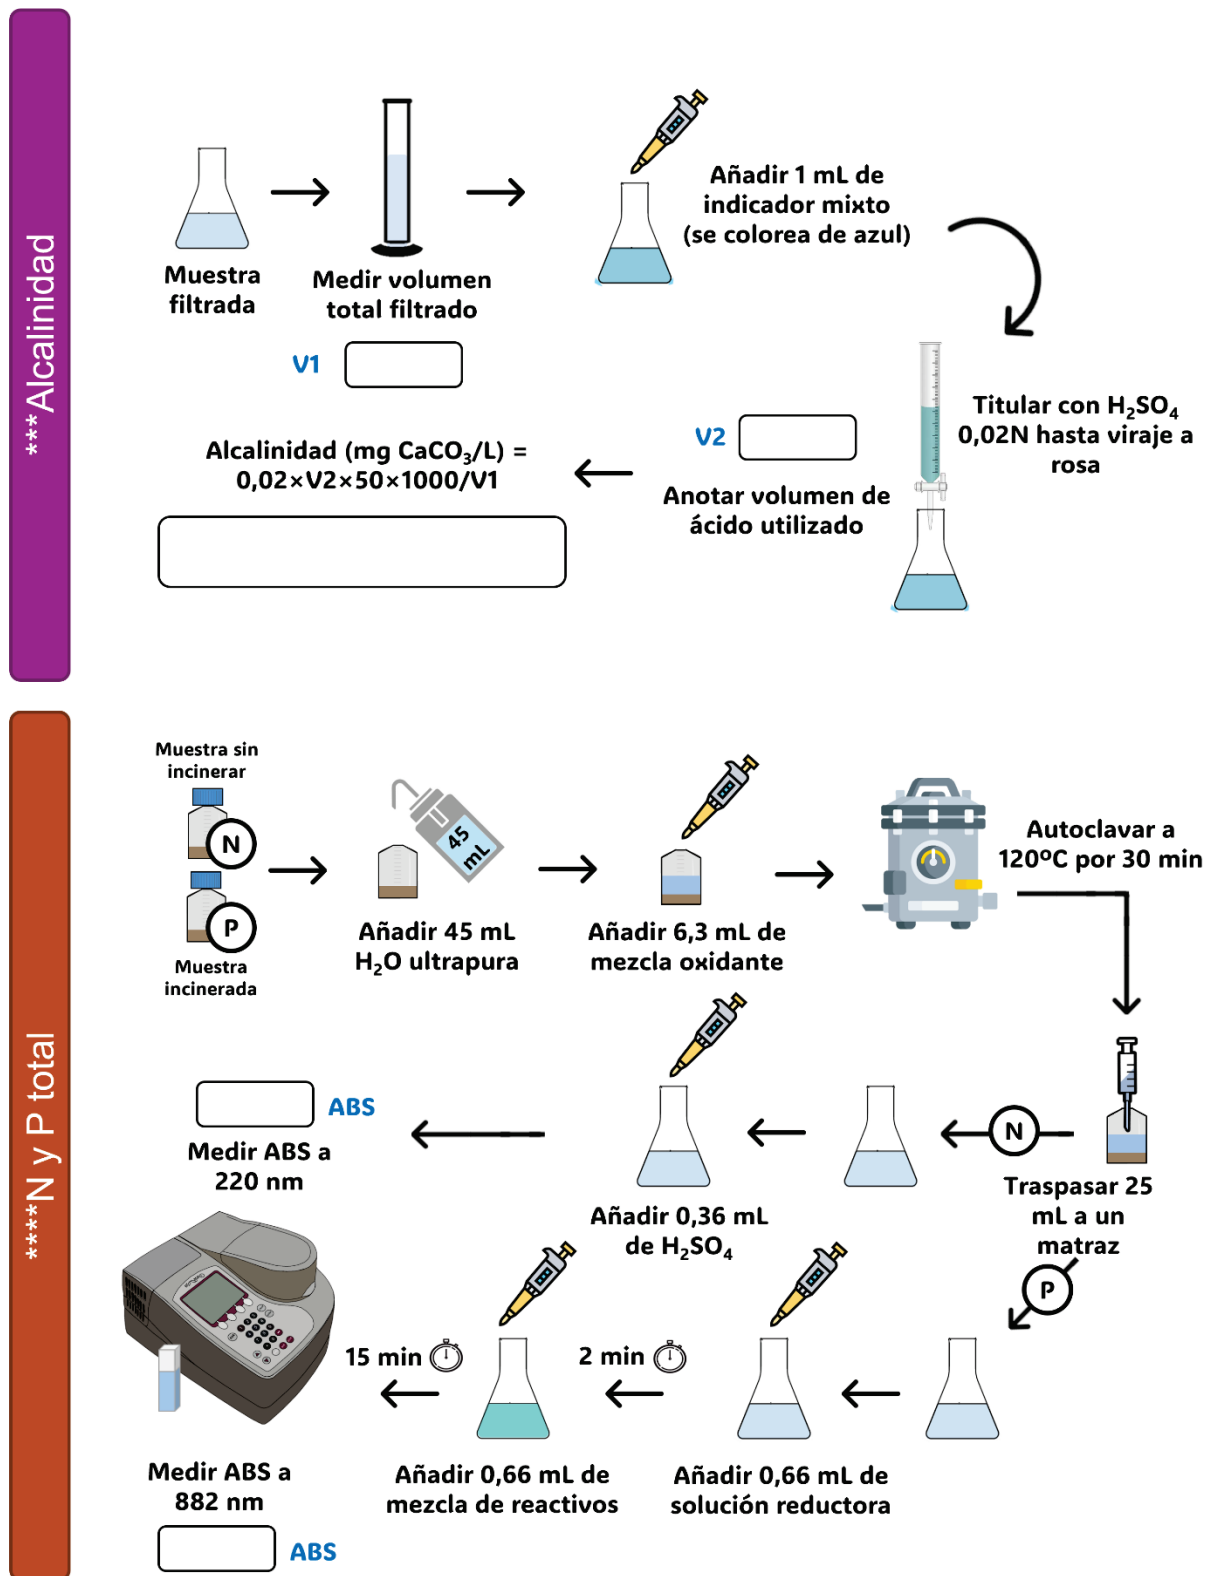 ***Alcalinidad
Muestra
filtrada
Medir volumen
total filtrado
V1
Añadir 1 mL de
indicador mixto
(se colorea de azul)
Titular con H₂SO₄
0,02N hasta viraje a
rosa
V2
Anotar volumen de
ácido utilizado
Alcalinidad (mg CaCO₃/L) =
0,02×V2×50×1000/V1
****N y P total
Muestra sin
incinerar
N
P
Muestra
incinerada
45
mL
Añadir 45 mL
H₂O ultrapura
Añadir 6,3 mL de
mezcla oxidante
Autoclavar a
120ºC por 30 min
Traspasar 25
mL a un
matraz
N
Añadir 0,36 mL
de H₂SO₄
ABS
Medir ABS a
220 nm
P
Añadir 0,66 mL de
solución reductora
2 min
Añadir 0,66 mL de
mezcla de reactivos
15 min
Medir ABS a
882 nm
ABS